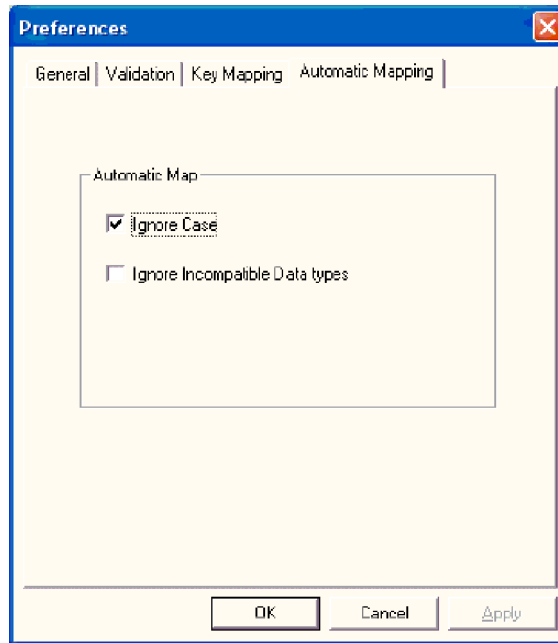 Preferences
General Validation Key Mapping Automatic Mapping
Automatic Map
Ignore Case
Ignore Incompatible Data types
OK Cancel Apply